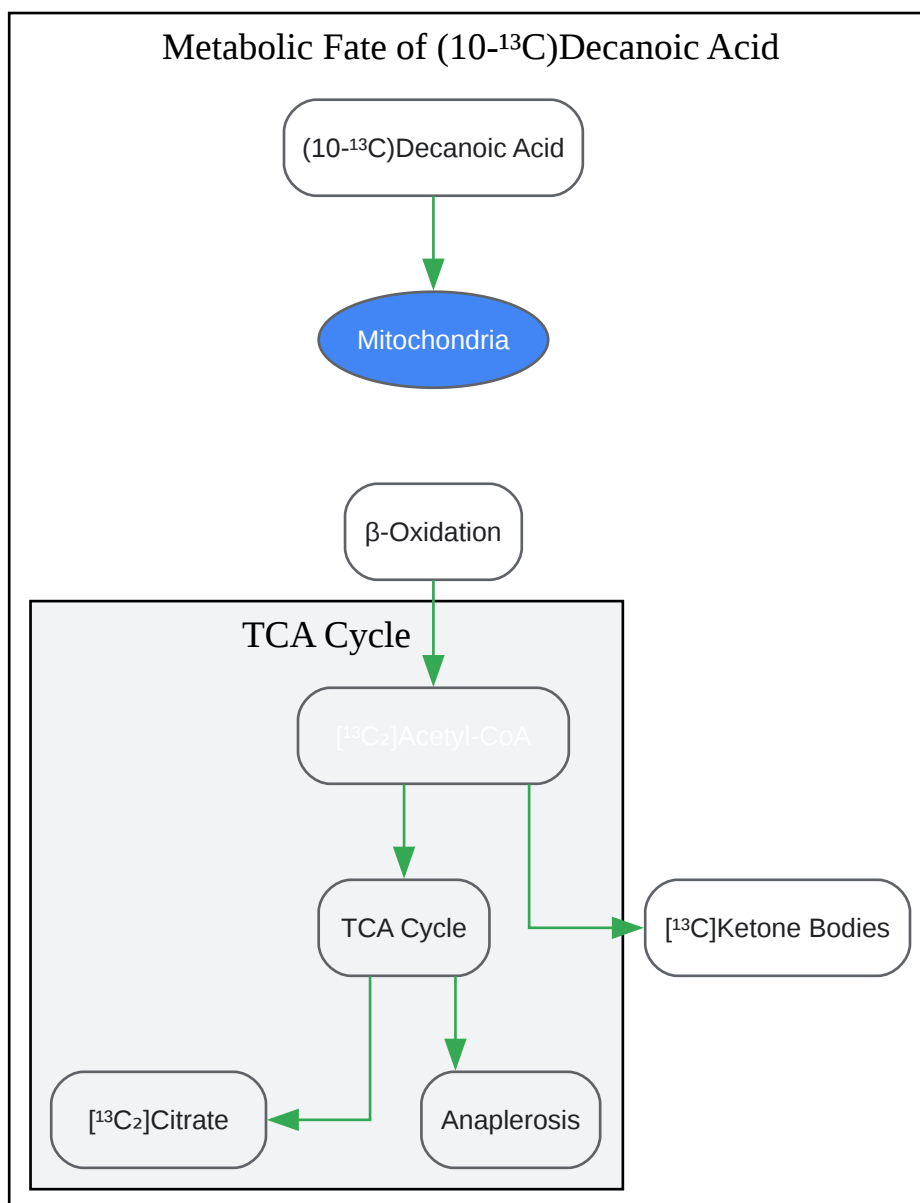 Metabolic Fate of (10-¹³C)Decanoic Acid
(10-¹³C)Decanoic Acid
Mitochondria
β-Oxidation
TCA Cycle
[¹³C₂]Acetyl-CoA
TCA Cycle
[¹³C]Ketone Bodies
[¹³C₂]Citrate
Anaplerosis